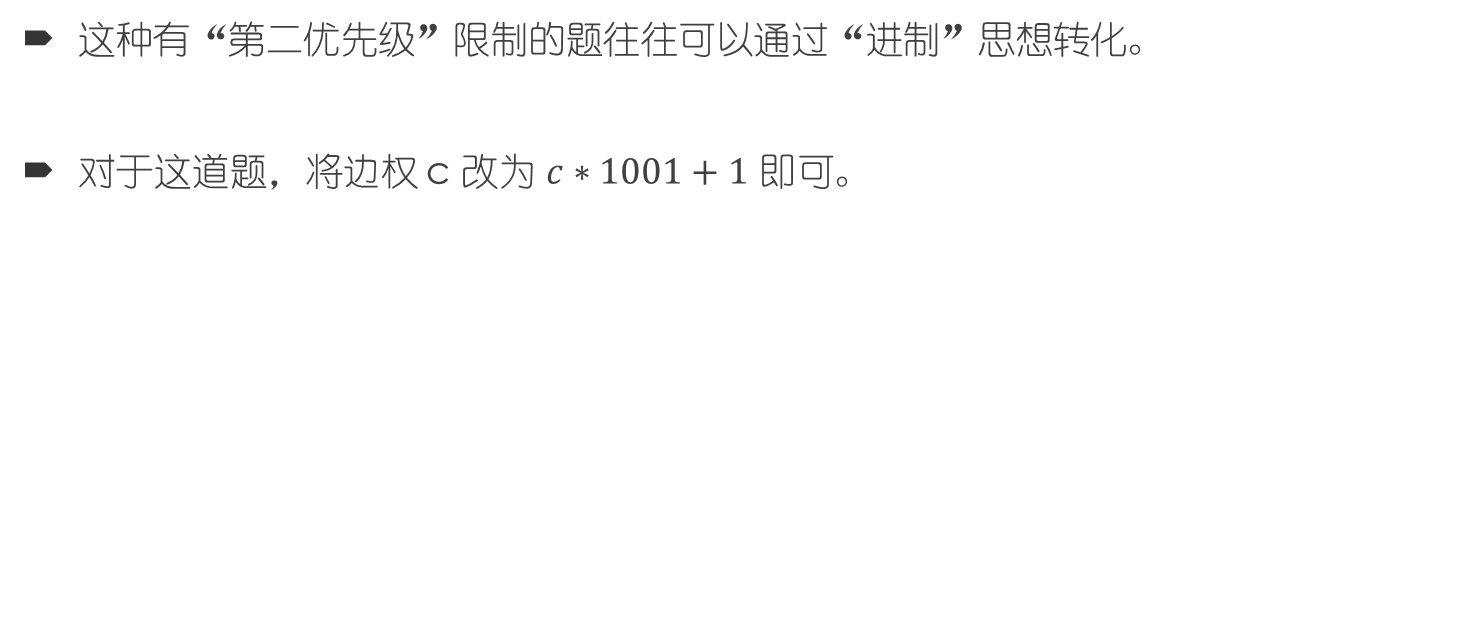 这种有“第二优先级”限制的题往往可以通过“进制”思想转化。
对于这道题，将边权 c 改为 c * 1001 + 1 即可。